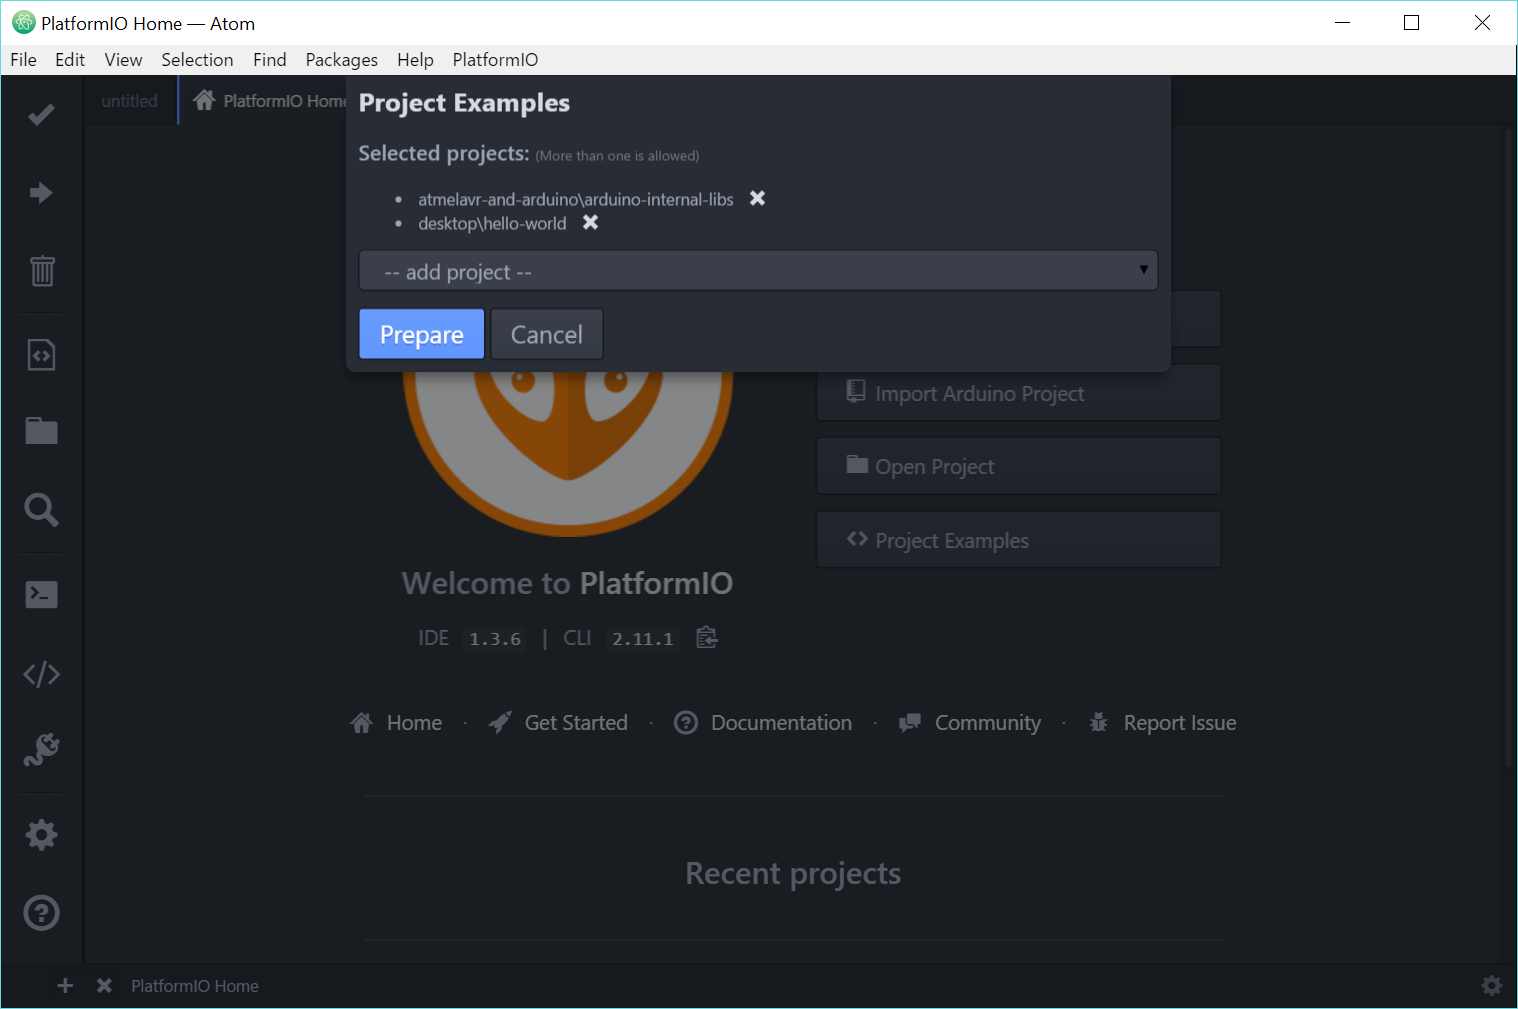 PlatformIO Home — Atom
File Edit View Selection Find Packages Help PlatformIO
untitled
PlatformIO Home
Project Examples
Selected projects: (More than one is allowed)
• atmelavr-and-arduino\arduino-internal-libs
• desktop\hello-world
-- add project --
Prepare Cancel
Import Arduino Project
Open Project
Project Examples
Welcome to PlatformIO
IDE 1.3.6 | CLI 2.11.1
Home · Get Started · Documentation · Community · Report Issue
Recent projects
PlatformIO Home